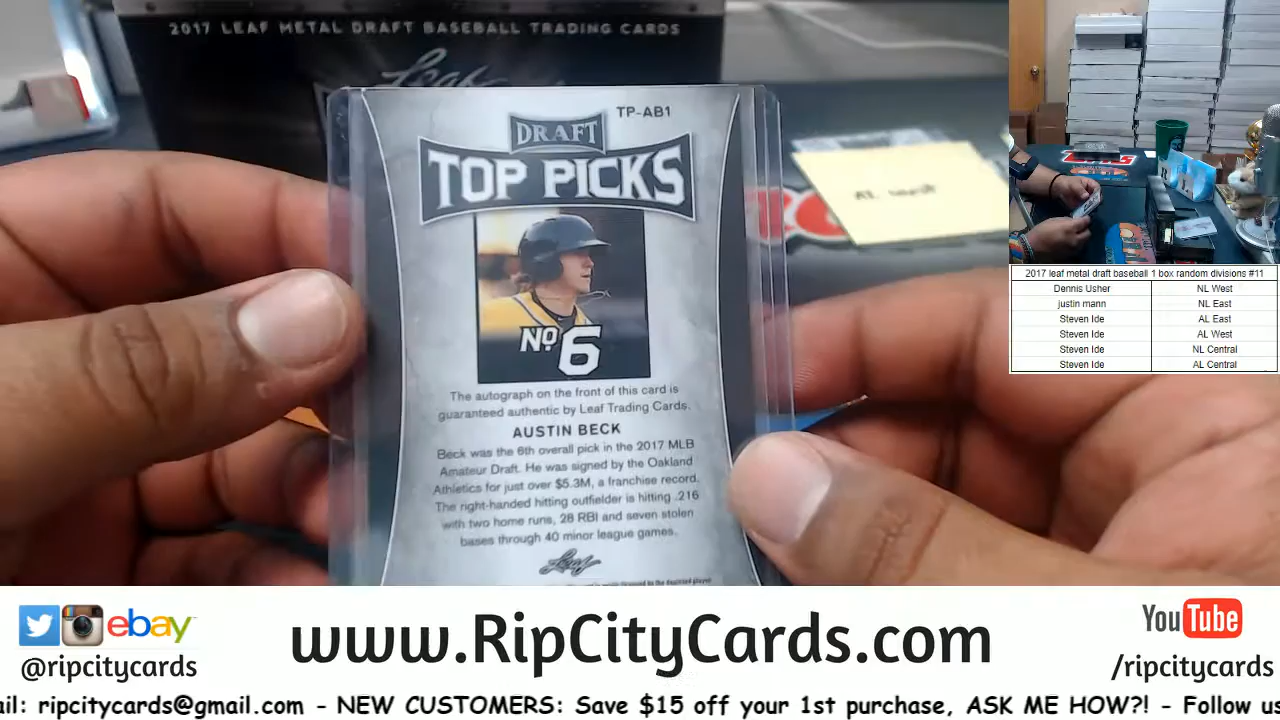 2017 LEAF METAL DRAFT BASEBALL TRADING CARDS
Leaf
TP-AB1
DRAFT
TOP PICKS
No. 6
The autograph on the front of this card is
guaranteed authentic by Leaf Trading Cards.
AUSTIN BECK
Beck was the 6th overall pick in the 2017 MLB
Amateur Draft. He was signed by the Oakland
Athletics for just over $5.3M, a franchise record.
The right-handed hitting outfielder is hitting .216
with two home runs, 28 RBI and seven stolen
bases through 40 minor league games.
Leaf
2017 leaf metal draft baseball 1 box random divisions #11
Dennis Usher NL West
justin mann NL East
Steven Ide AL East
Steven Ide AL West
Steven Ide NL Central
Steven Ide AL Central
ebay
@ripcitycards
www.RipCityCards.com
YouTube
/ripcitycards
ail: ripcitycards@gmail.com - NEW CUSTOMERS: Save $15 off your 1st purchase, ASK ME HOW?! - Follow us